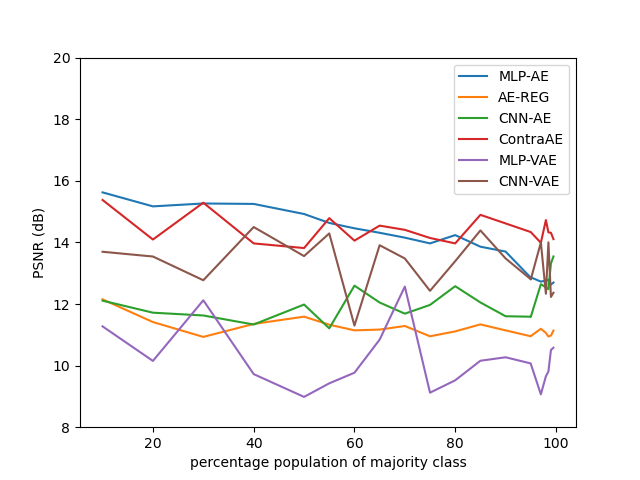 20
18
16
14
12
10
8
PSNR (dB)
MLP-AE
AE-REG
CNN-AE
ContraAE
MLP-VAE
CNN-VAE
20 40 60 80 100
percentage population of majority class